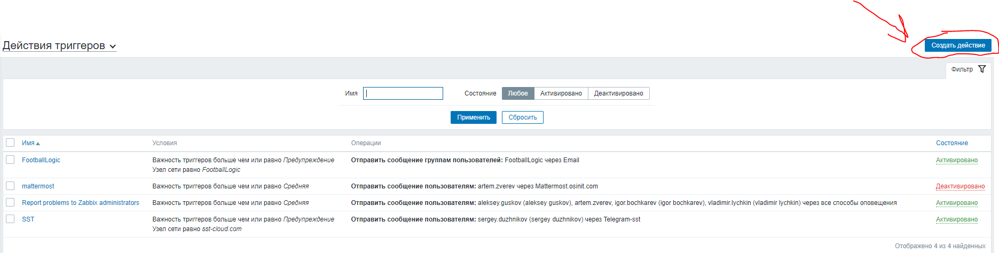 Действия триггеров
Создать действие
Фильтр
Имя
Состояние Любое Активировано Деактивировано
Применить Сбросить
Имя Условия Операции Состояние
FootballLogic Важность триггеров больше чем или равно Предупреждение Отправить сообщение группам пользователей: FootballLogic через Email Активировано
Узел сети равно FootballLogic
mattermost Важность триггеров больше чем или равно Средняя Отправить сообщение пользователям: artem.zverev через Mattermost.osinit.com Деактивировано
Report problems to Zabbix administrators Важность триггеров больше чем или равно Средняя Отправить сообщение пользователям: aleksey.guskov (aleksey guskov), artem.zverev, igor.bochkarev (igor bochkarev), vladimir.lychkin (vladimir lychkin) через все способы оповещения Активировано
SST Важность триггеров больше чем или равно Предупреждение Отправить сообщение пользователям: sergey.duzhnikov (sergey duzhnikov) через Telegram-sst Активировано
Узел сети равно sst-cloud.com
Отображено 4 из 4 найденных